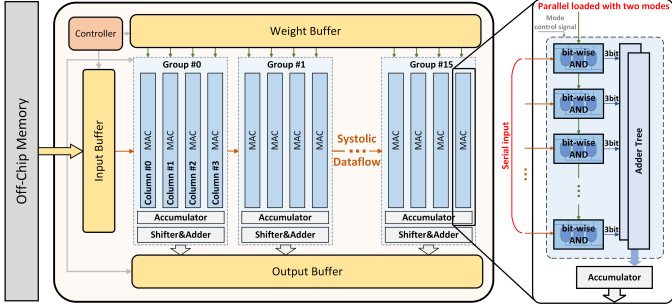 Off-Chip Memory
Controller
Weight Buffer
Input Buffer
Group #0
MAC
MAC
MAC
MAC
Column #0
Column #1
Column #2
Column #3
Accumulator
Shifter&Adder
Group #1
MAC
MAC
MAC
MAC
Accumulator
Shifter&Adder
Systolic
Dataflow
Group #15
MAC
MAC
MAC
MAC
Accumulator
Shifter&Adder
Output Buffer
Parallel loaded with two modes
Mode
control signal
Serial input
bit-wise
AND
3bit
bit-wise
AND
bit-wise
AND
3bit
bit-wise
AND
3bit
Adder Tree
Accumulator